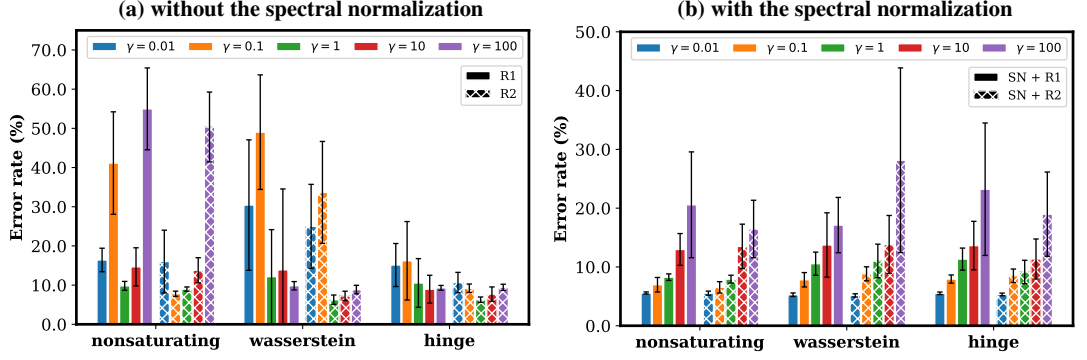 (a) without the spectral normalization
γ = 0.01 γ = 0.1 γ = 1 γ = 10 γ = 100
R1
R2
Error rate (%)
70.0
60.0
50.0
40.0
30.0
20.0
10.0
0.0
nonsaturating wasserstein hinge
(b) with the spectral normalization
γ = 0.01 γ = 0.1 γ = 1 γ = 10 γ = 100
SN + R1
SN + R2
Error rate (%)
50.0
40.0
30.0
20.0
10.0
0.0
nonsaturating wasserstein hinge